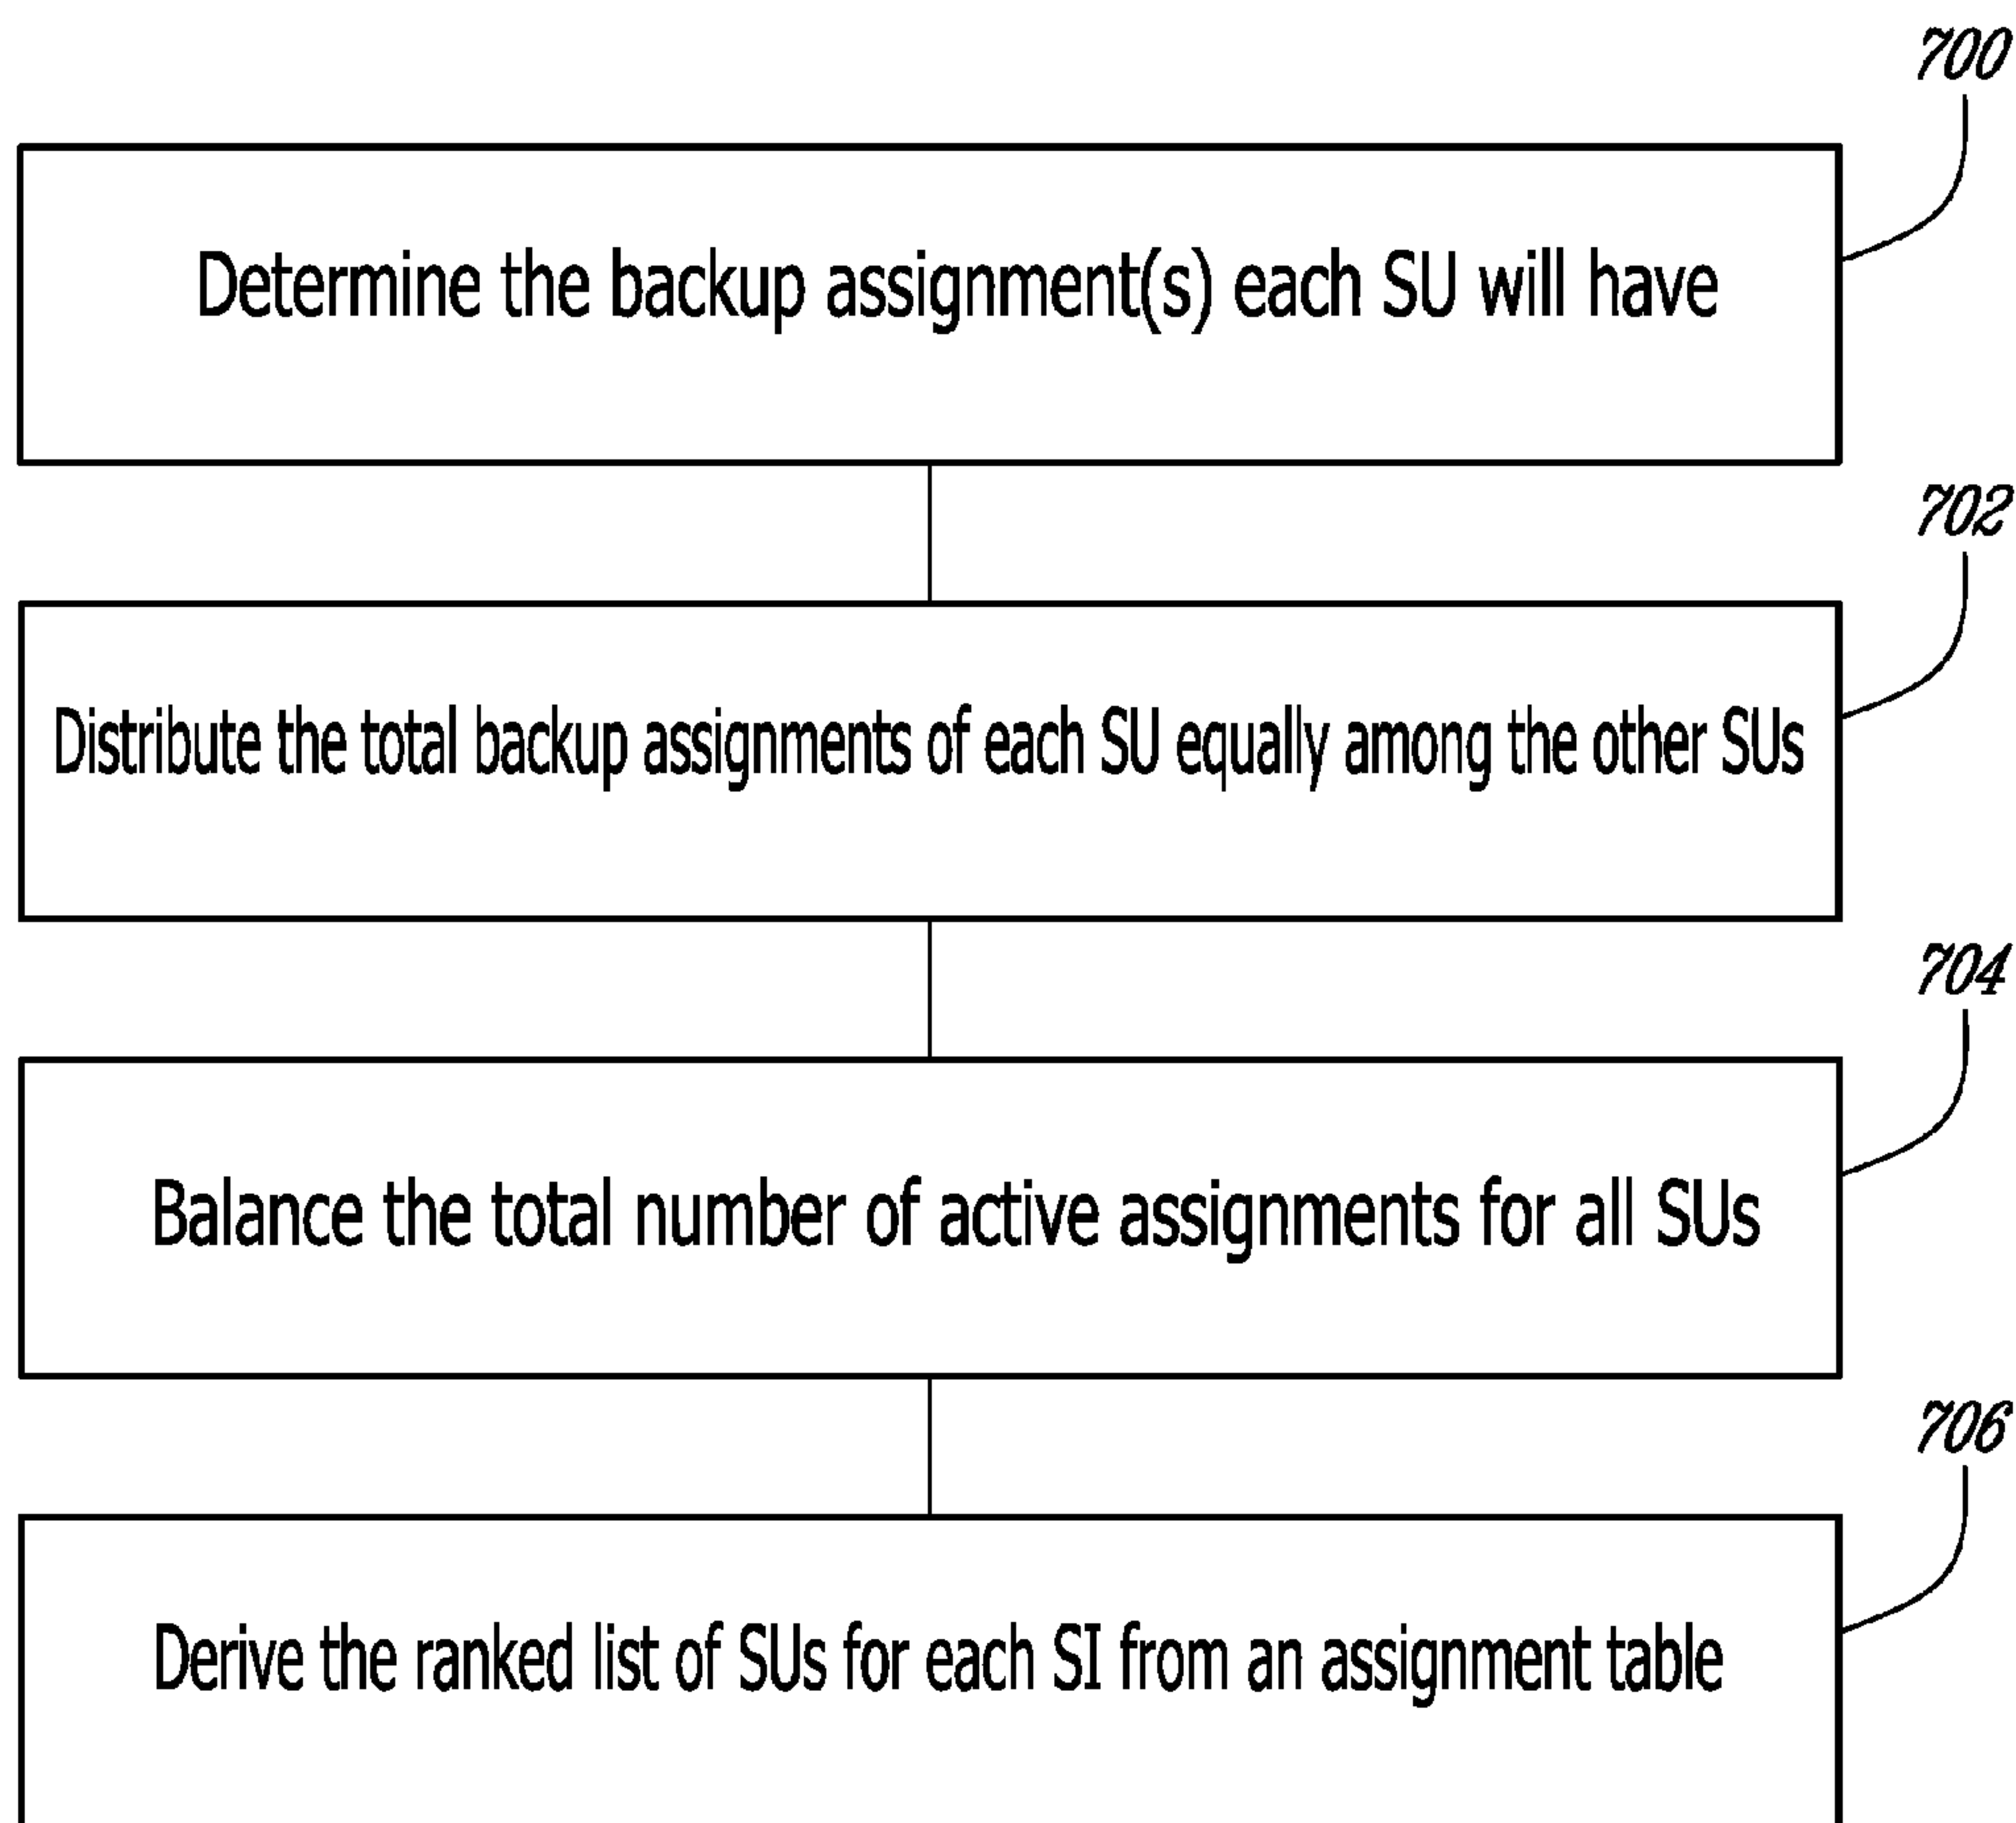 700
Determine the backup assignment(s) each SU will have
702
Distribute the total backup assignments of each SU equally among the other SUs
704
Balance the total number of active assignments for all SUs
706
Derive the ranked list of SUs for each SI from an assignment table